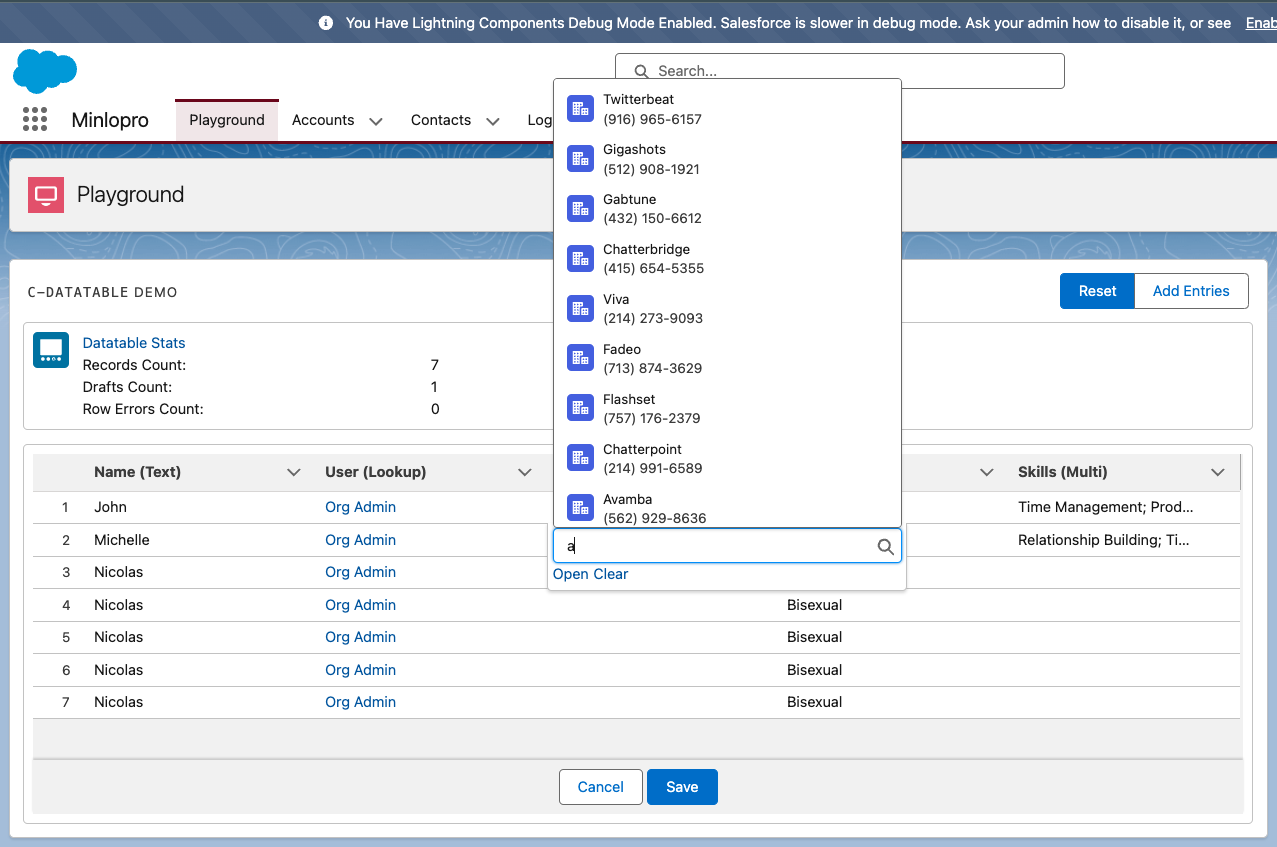 You Have Lightning Components Debug Mode Enabled. Salesforce is slower in debug mode. Ask your admin how to disable it, or see Enab
Search...
Minlopro Playground Accounts Contacts Log
Playground
Twitterbeat
(916) 965-6157
Gigashots
(512) 908-1921
Gabtune
(432) 150-6612
Chatterbridge
(415) 654-5355
Viva
(214) 273-9093
Fadeo
(713) 874-3629
Flashset
(757) 176-2379
Chatterpoint
(214) 991-6589
Avamba
(562) 929-8636
a
Open Clear
C-DATATABLE DEMO
Reset Add Entries
Datatable Stats
Records Count: 7
Drafts Count: 1
Row Errors Count: 0
Name (Text) User (Lookup) Skills (Multi)
1 John Org Admin Time Management; Prod...
2 Michelle Org Admin Relationship Building; Ti...
3 Nicolas Org Admin
4 Nicolas Org Admin Bisexual
5 Nicolas Org Admin Bisexual
6 Nicolas Org Admin Bisexual
7 Nicolas Org Admin Bisexual
Cancel Save